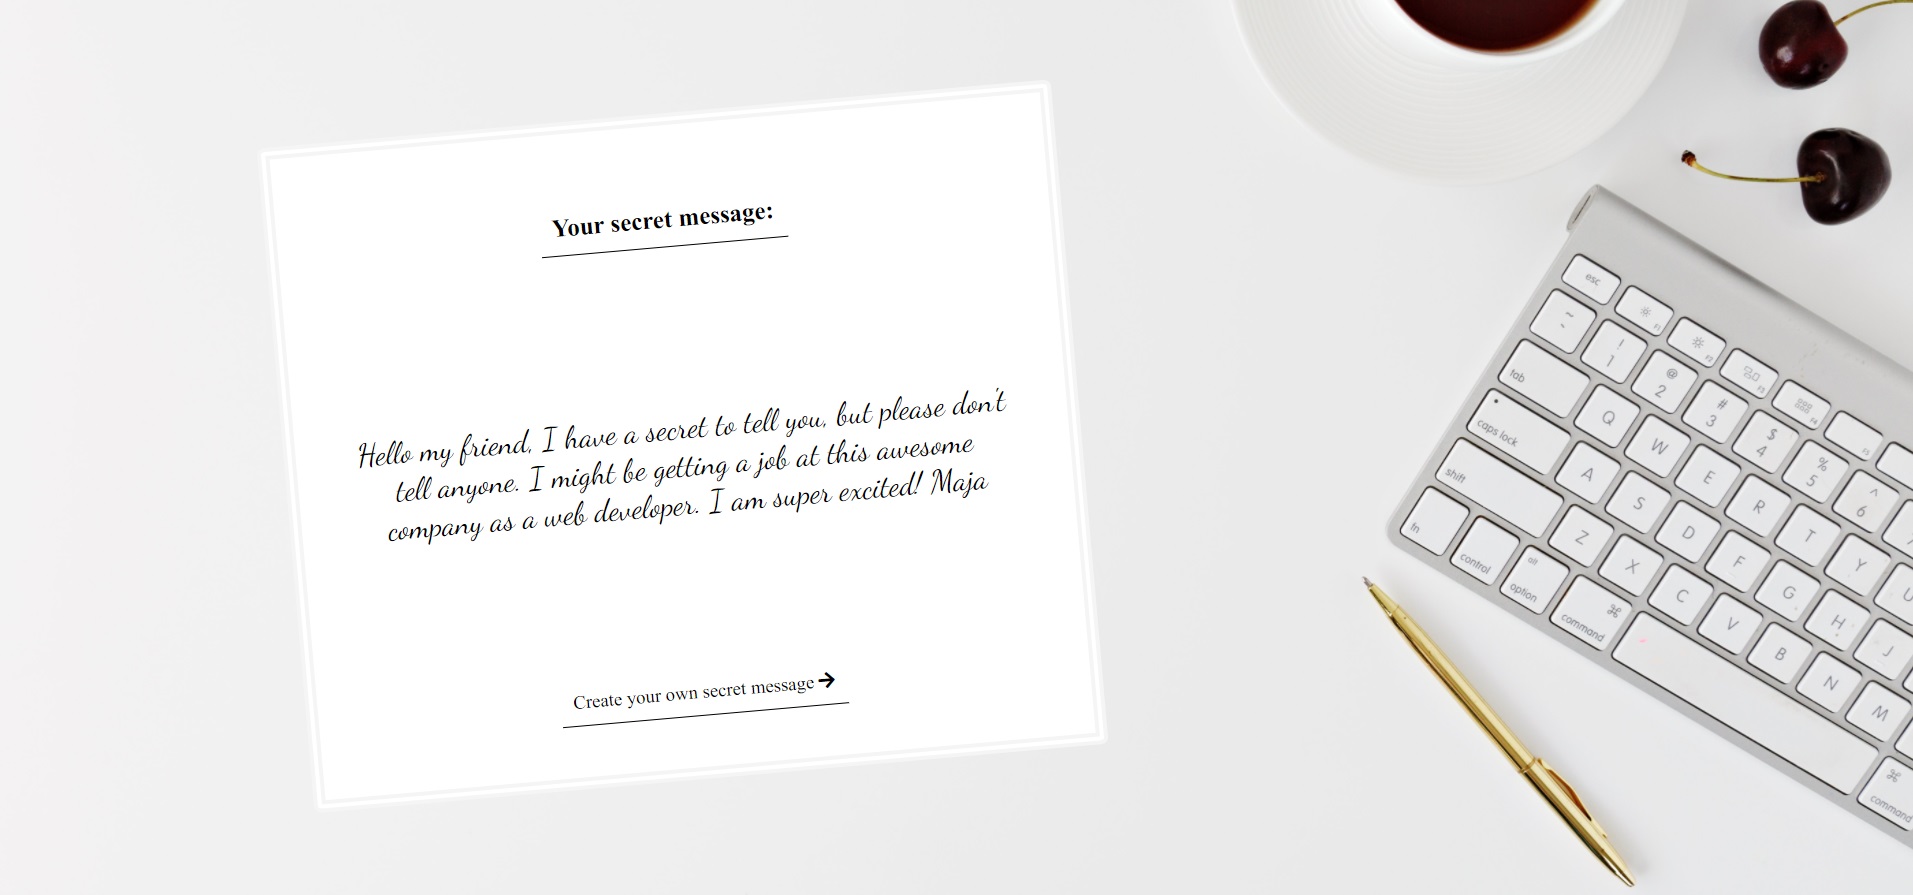 Your secret message:
Hello my friend, I have a secret to tell you, but please don't
tell anyone. I might be getting a job at this awesome
company as a web developer. I am super excited! Maja
Create your own secret message
esc
F1
F2
F3
F4
F5
~
!
1
@
2
#
3
$
4
%
5
^
6
tab
Q
W
E
R
T
Y
U
caps lock
A
S
D
F
G
H
J
shift
Z
X
C
V
B
N
M
fn
control
alt
option
⌘
command
⌘
command